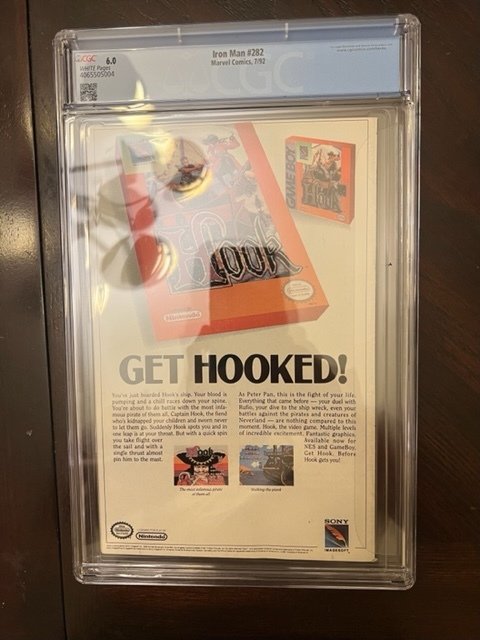 CGC
6.0
WHITE Pages
4065505004
Iron Man #282
Marvel Comics, 7/92
CGC
GAME BOY
Hook
Hook
Nintendo
GET HOOKED!
You've just boarded Hook's ship. Your blood is
pumping and a chill races down your spine.
You're about to do battle with the most infa-
mous pirate of them all, Captain Hook, the fiend
who's kidnapped your children and sworn never
to let them go. Suddenly Hook spots you and in
one leap is at your throat. But with a quick spin
you take flight over
the sail and with a
single thrust almost
pin him to the mast.
As Peter Pan, this is the fight of your life.
Everything that came before — your duel with
Rufio, your dive to the ship wreck, even your
battles against the pirates and creatures of
Neverland — are nothing compared to this
moment. Hook, the video game. Multiple levels
of incredible excitement. Fantastic graphics.
Available now for
NES and GameBoy.
Get Hook. Before
Hook gets you!
The most infamous pirate
of them all.
Walking the plank
Nintendo
SONY
IMAGESOFT